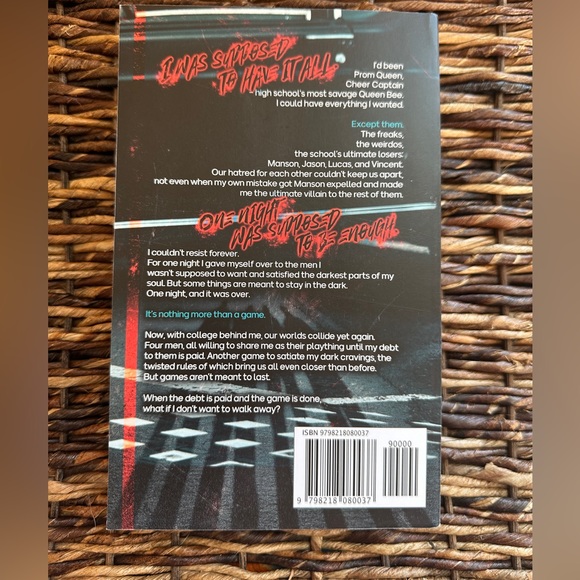 I WAS SUPPOSED
TO HAVE IT ALL.
I'd been
Prom Queen,
Cheer Captain
high school's most savage Queen Bee.
I could have everything I wanted.
Except them.
The freaks,
the weirdos,
the school's ultimate losers:
Manson, Jason, Lucas, and Vincent.
Our hatred for each other couldn't keep us apart,
not even when my own mistake got Manson expelled and made
me the ultimate villain to the rest of them.
ONE NIGHT
WAS SUPPOSED
TO BE ENOUGH.
I couldn't resist forever.
For one night I gave myself over to the men I
wasn't supposed to want and satisfied the darkest parts of my
soul. But some things are meant to stay in the dark.
One night, and it was over.
It's nothing more than a game.
Now, with college behind me, our worlds collide yet again.
Four men, all willing to share me as their plaything until my debt
to them is paid. Another game to satiate my dark cravings, the
twisted rules of which bring us all even closer than before.
But games aren't meant to last.
When the debt is paid and the game is done,
what if I don't want to walk away?
ISBN 9798218080037
90000
9 798218 080037